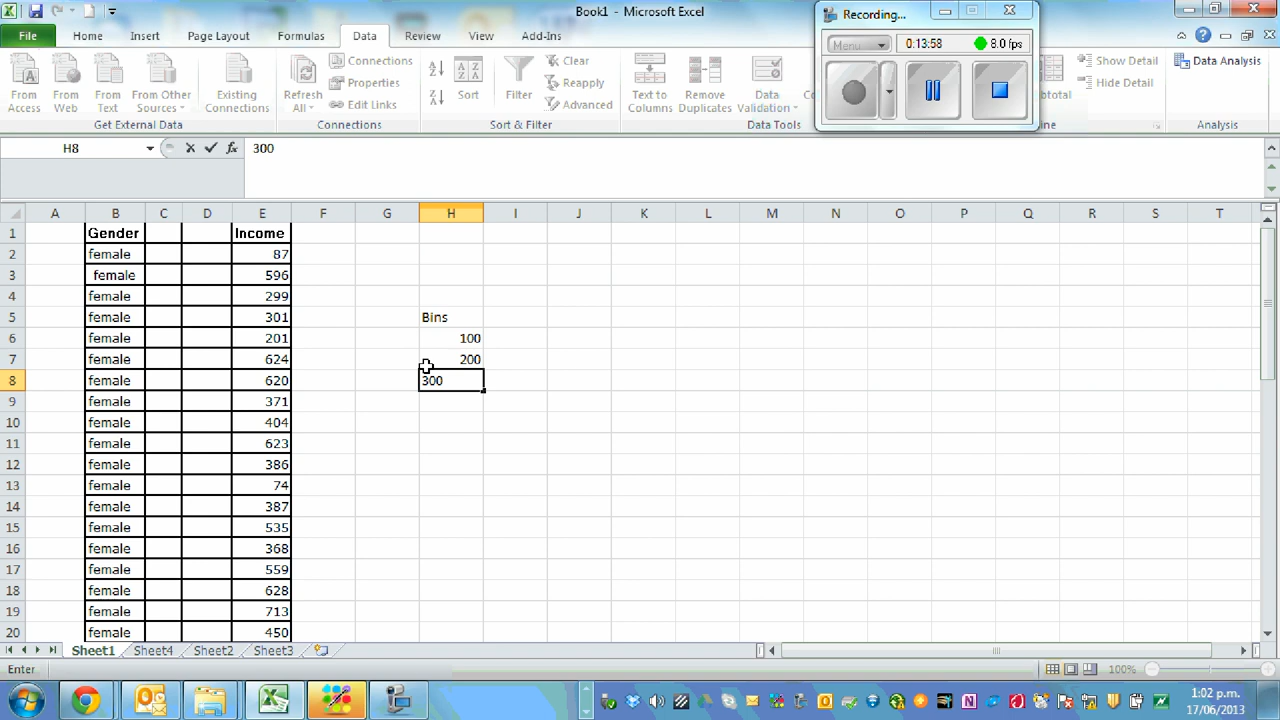 Book1 - Microsoft Excel
Recording...
File Home Insert Page Layout Formulas Data Review View Add-Ins
Menu 0:13:58 8.0 fps
From Access
From Web
From Text
From Other Sources
Existing Connections
Refresh All
Connections
Properties
Edit Links
Sort
Filter
Clear
Reapply
Advanced
Text to Columns
Remove Duplicates
Data Validation
Show Detail
Hide Detail
Data Analysis
Get External Data Connections Sort & Filter Data Tools Analysis
H8 fx 300
A B C D E F G H I J K L M N O P Q R S T
1 Gender Income
2 female 87
3 female 596
4 female 299
5 female 301 Bins
6 female 201 100
7 female 624 200
8 female 620 300
9 female 371
10 female 404
11 female 623
12 female 386
13 female 74
14 female 387
15 female 535
16 female 368
17 female 559
18 female 628
19 female 713
20 female 450
Sheet1 Sheet4 Sheet2 Sheet3
Enter 100%
1:02 p.m.
17/06/2013